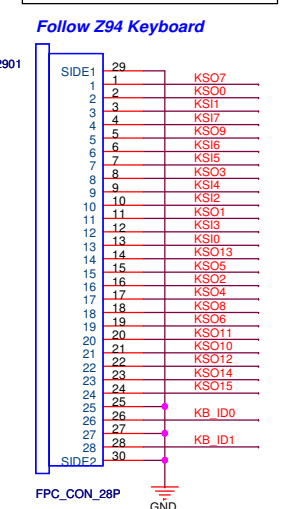 Follow Z94 Keyboard
2901
SIDE1 29
1 1 KSO7
2 2 KSO0
3 3 KSI1
4 4 KSI7
5 5 KSO9
6 6 KSI6
7 7 KSI5
8 8 KSO3
9 9 KSI4
10 10 KSI2
11 11 KSO1
12 12 KSI3
13 13 KSI0
14 14 KSO13
15 15 KSO5
16 16 KSO2
17 17 KSO4
18 18 KSO8
19 19 KSO6
20 20 KSO11
21 21 KSO10
22 22 KSO12
23 23 KSO14
24 24 KSO15
25 25
26 26 KB_ID0
27 27
28 28 KB_ID1
SIDE2 30
FPC_CON_28P
GND